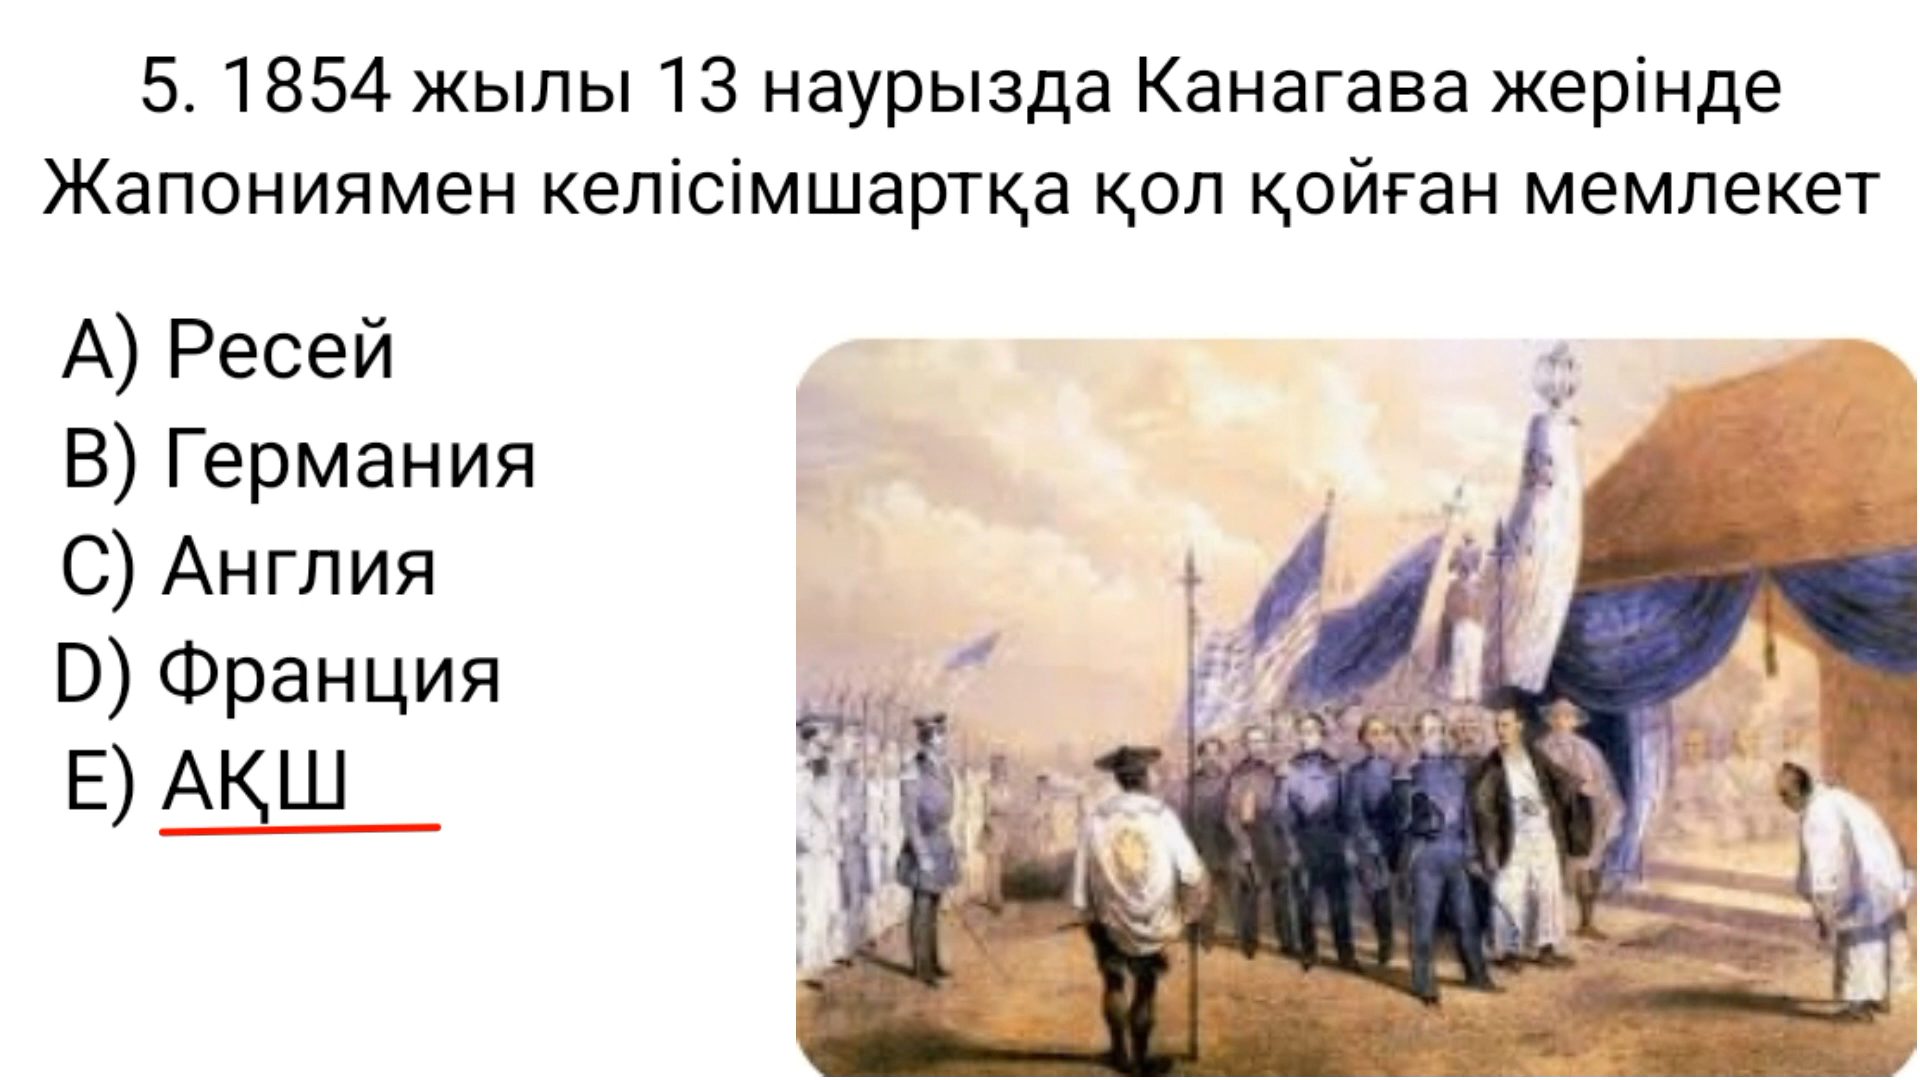 5. 1854 жылы 13 наурызда Канагава жерінде
Жапониямен келісімшартқа қол қойған мемлекет
A) Ресей
B) Германия
C) Англия
D) Франция
E) АҚШ